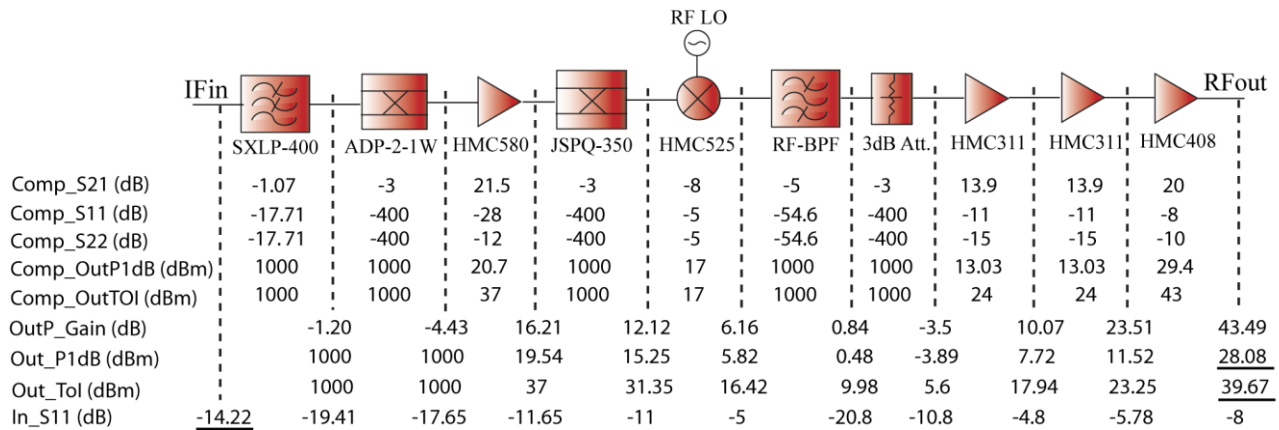 RF LO
IFin RFout
SXLP-400 ADP-2-1W HMC580 JSPQ-350 HMC525 RF-BPF 3dB Att. HMC311 HMC311 HMC408
Comp_S21 (dB) -1.07 -3 21.5 -3 -8 -5 -3 13.9 13.9 20
Comp_S11 (dB) -17.71 -400 -28 -400 -5 -54.6 -400 -11 -11 -8
Comp_S22 (dB) -17.71 -400 -12 -400 -5 -54.6 -400 -15 -15 -10
Comp_OutP1dB (dBm) 1000 1000 20.7 1000 17 1000 1000 13.03 13.03 29.4
Comp_OutTOI (dBm) 1000 1000 37 1000 17 1000 1000 24 24 43
OutP_Gain (dB) -1.20 -4.43 16.21 12.12 6.16 0.84 -3.5 10.07 23.51 43.49
Out_P1dB (dBm) 1000 1000 19.54 15.25 5.82 0.48 -3.89 7.72 11.52 28.08
Out_ToI (dBm) 1000 1000 37 31.35 16.42 9.98 5.6 17.94 23.25 39.67
In_S11 (dB) -14.22 -19.41 -17.65 -11.65 -11 -5 -20.8 -10.8 -4.8 -5.78 -8